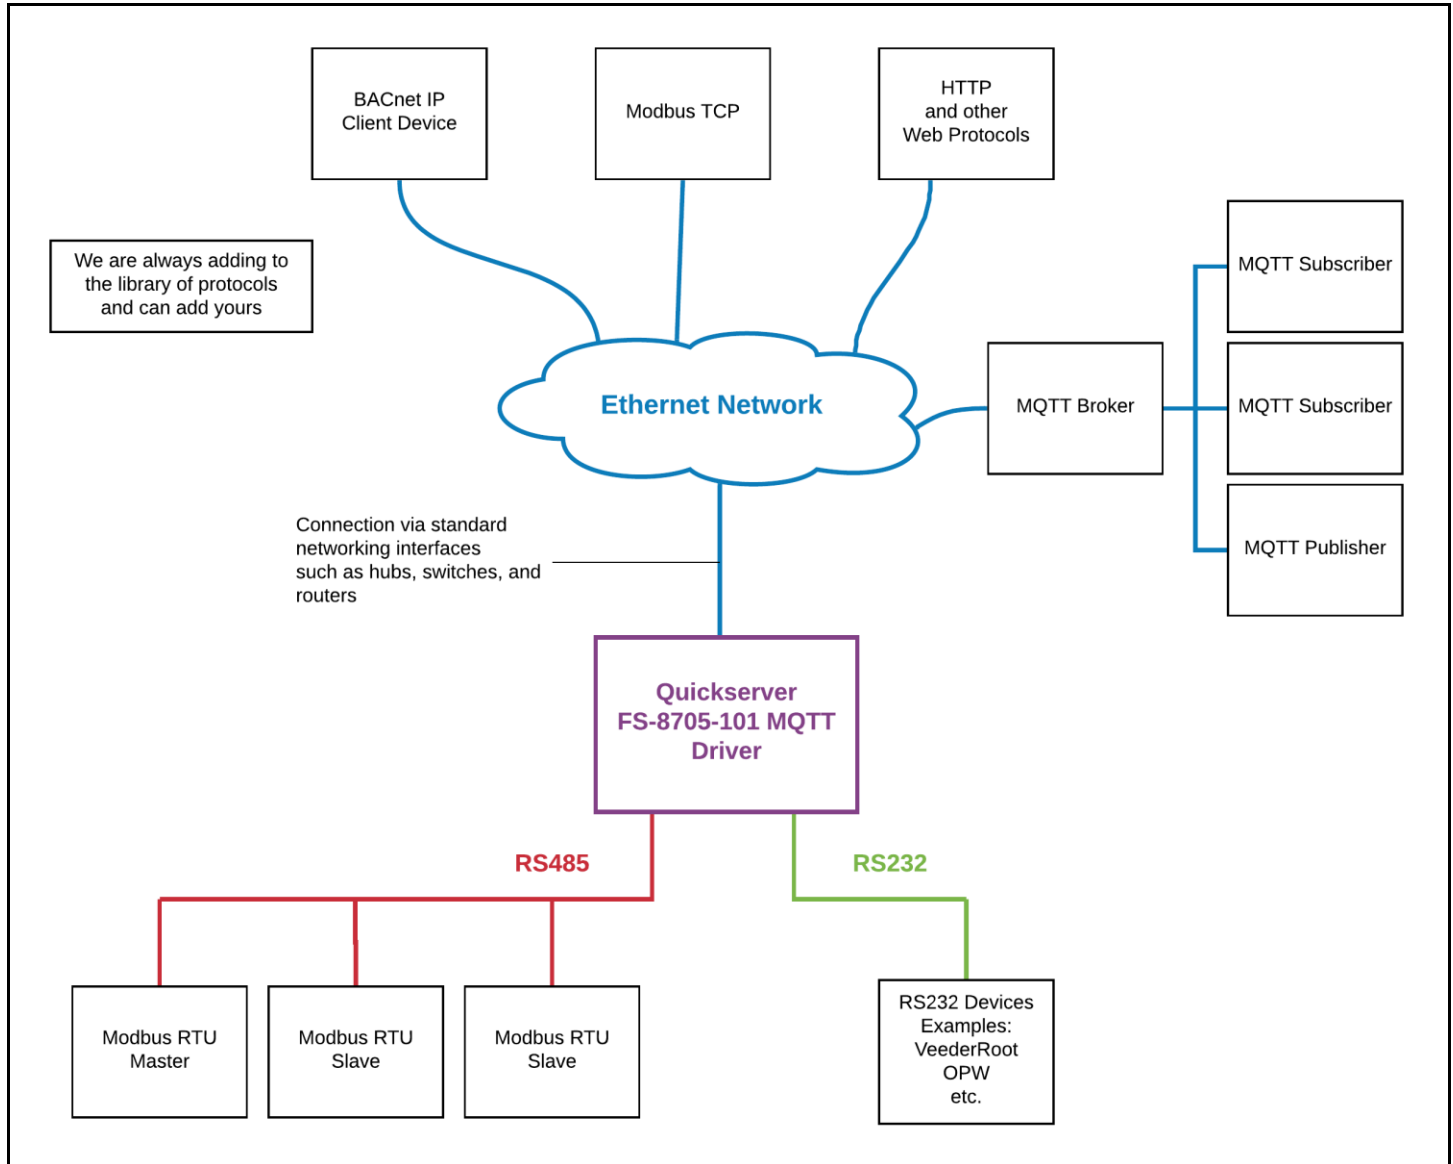 BACnet IP
Client Device
Modbus TCP
HTTP
and other
Web Protocols
We are always adding to
the library of protocols
and can add yours
MQTT Subscriber
Ethernet Network
MQTT Broker
MQTT Subscriber
Connection via standard
networking interfaces
such as hubs, switches, and
routers
MQTT Publisher
Quickserver
FS-8705-101 MQTT
Driver
RS485
RS232
Modbus RTU
Master
Modbus RTU
Slave
Modbus RTU
Slave
RS232 Devices
Examples:
VeederRoot
OPW
etc.